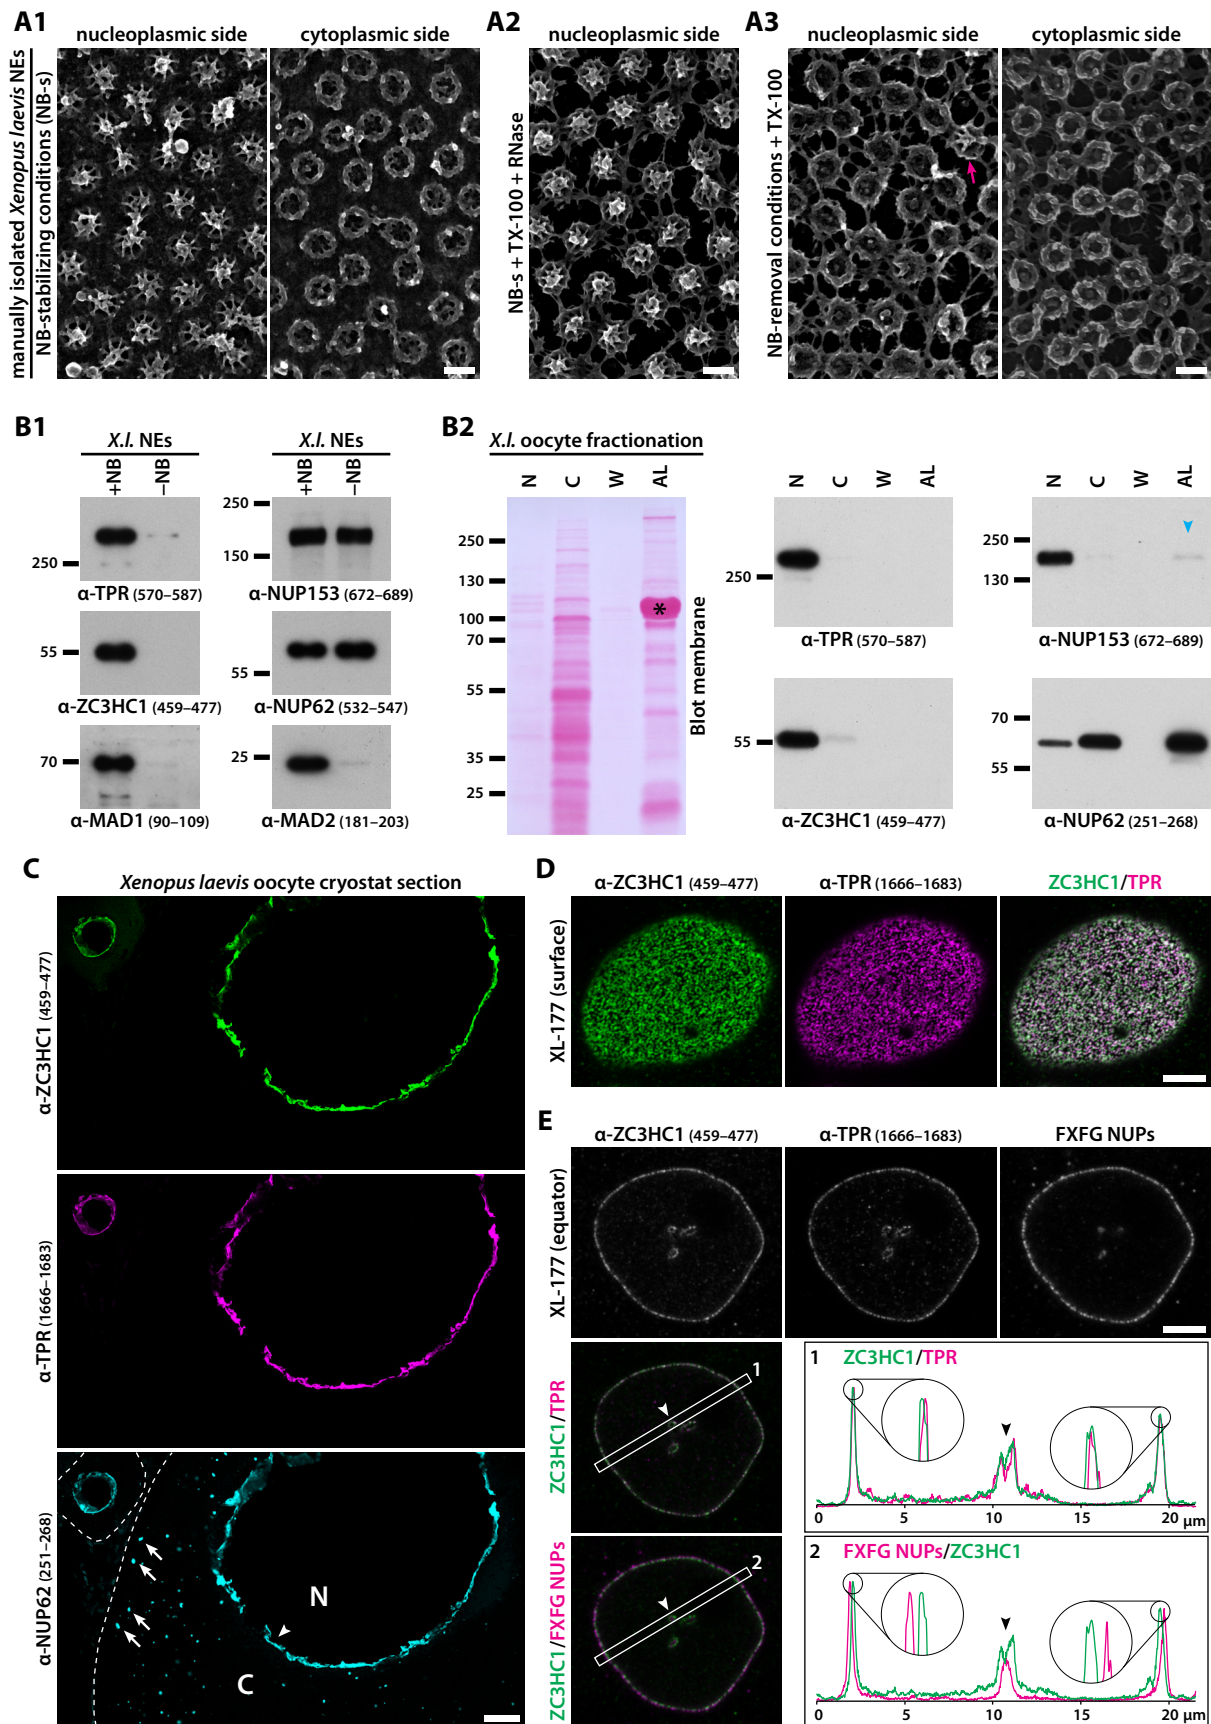 A1
nucleoplasmic side
cytoplasmic side
manually isolated Xenopus laevis NEs
NB-stabilizing conditions (NB-s)
A2
nucleoplasmic side
NB-s + TX-100 + RNase
A3
nucleoplasmic side
cytoplasmic side
NB-removal conditions + TX-100
B1
X.l. NEs
+NB
–NB
250
α-TPR (570–587)
55
α-ZC3HC1 (459–477)
70
α-MAD1 (90–109)
X.l. NEs
+NB
–NB
250
150
α-NUP153 (672–689)
55
α-NUP62 (532–547)
25
α-MAD2 (181–203)
B2
X.l. oocyte fractionation
N C W AL
250
130
100
70
55
35
25
*
Blot membrane
N C W AL
250
α-TPR (570–587)
55
α-ZC3HC1 (459–477)
N C W AL
250
130
α-NUP153 (672–689)
70
55
α-NUP62 (251–268)
C
Xenopus laevis oocyte cryostat section
α-ZC3HC1 (459–477)
α-TPR (1666–1683)
α-NUP62 (251–268)
N
C
D
α-ZC3HC1 (459–477)
α-TPR (1666–1683)
ZC3HC1/TPR
XL-177 (surface)
E
α-ZC3HC1 (459–477)
α-TPR (1666–1683)
FXFG NUPs
XL-177 (equator)
ZC3HC1/TPR
1
1 ZC3HC1/TPR
0 5 10 15 20 µm
ZC3HC1/FXFG NUPs
2
2 FXFG NUPs/ZC3HC1
0 5 10 15 20 µm